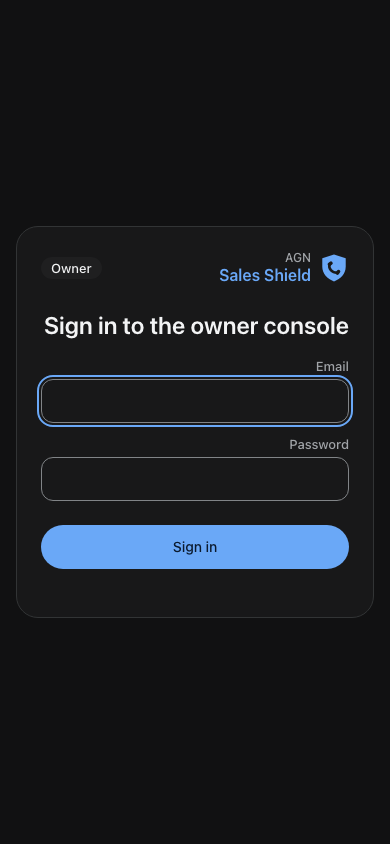 AGN
Sales Shield
Owner
Sign in to the owner console
Email
Password
Sign in